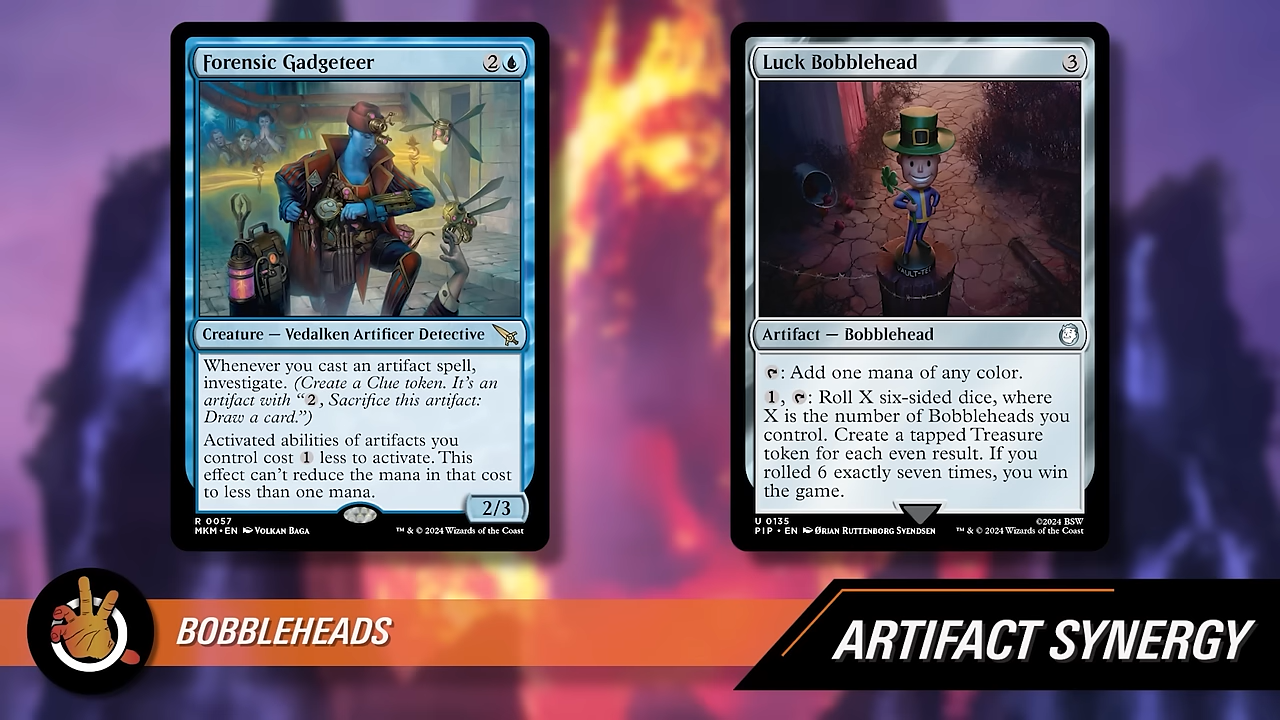 Forensic Gadgeteer 2
Creature — Vedalken Artificer Detective
Whenever you cast an artifact spell,
investigate. (Create a Clue token. It's an
artifact with “2, Sacrifice this artifact:
Draw a card.”)
Activated abilities of artifacts you
control cost 1 less to activate. This
effect can't reduce the mana in that cost
to less than one mana.
2/3
R 0057
MKM • EN VOLKAN BAGA ™ & © 2024 Wizards of the Coast
Luck Bobblehead 3
VAULT-TEC
Artifact — Bobblehead
: Add one mana of any color.
1, : Roll X six-sided dice, where
X is the number of Bobbleheads you
control. Create a tapped Treasure
token for each even result. If you
rolled 6 exactly seven times, you win
the game.
U 0135 ©2024 BSW
PIP • EN ØRJAN RUTTENBORG SVENDSEN ™ & © 2024 Wizards of the Coast
BOBBLEHEADS
ARTIFACT SYNERGY